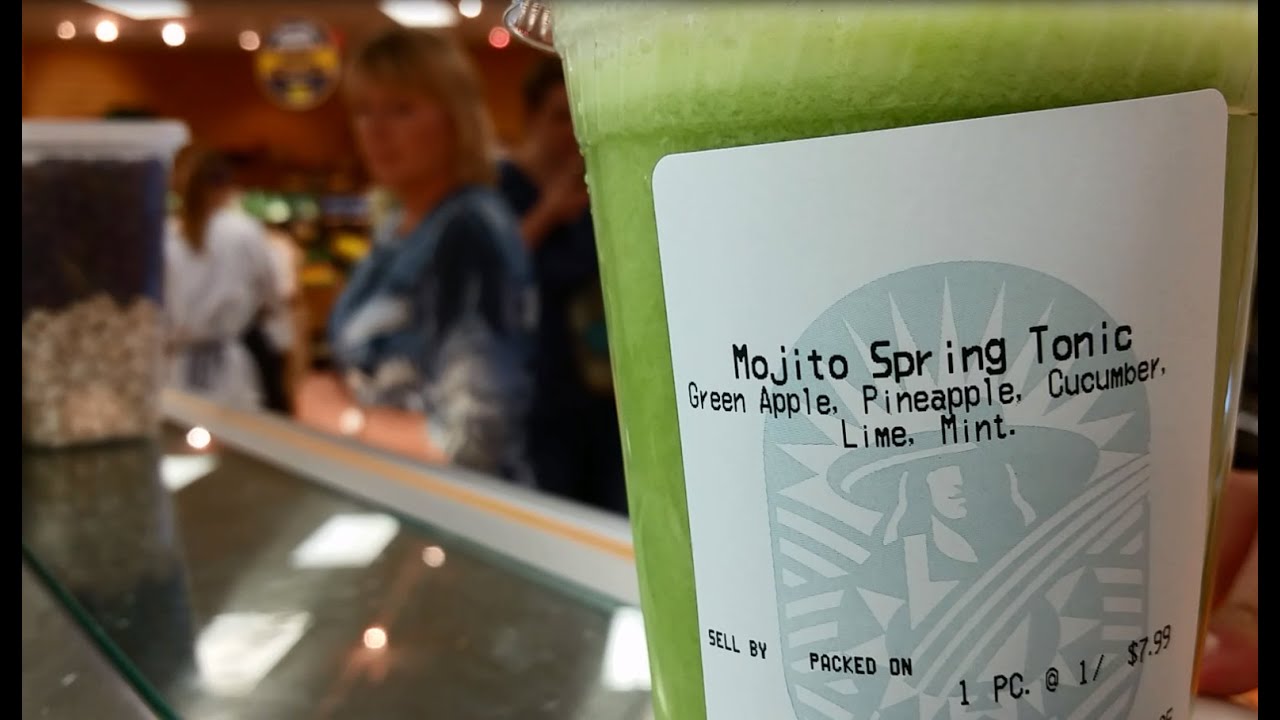 Mojito Spring Tonic
Green Apple, Pineapple, Cucumber,
Lime, Mint.
SELL BY
PACKED ON
1 PC. @ 1/ $7.99